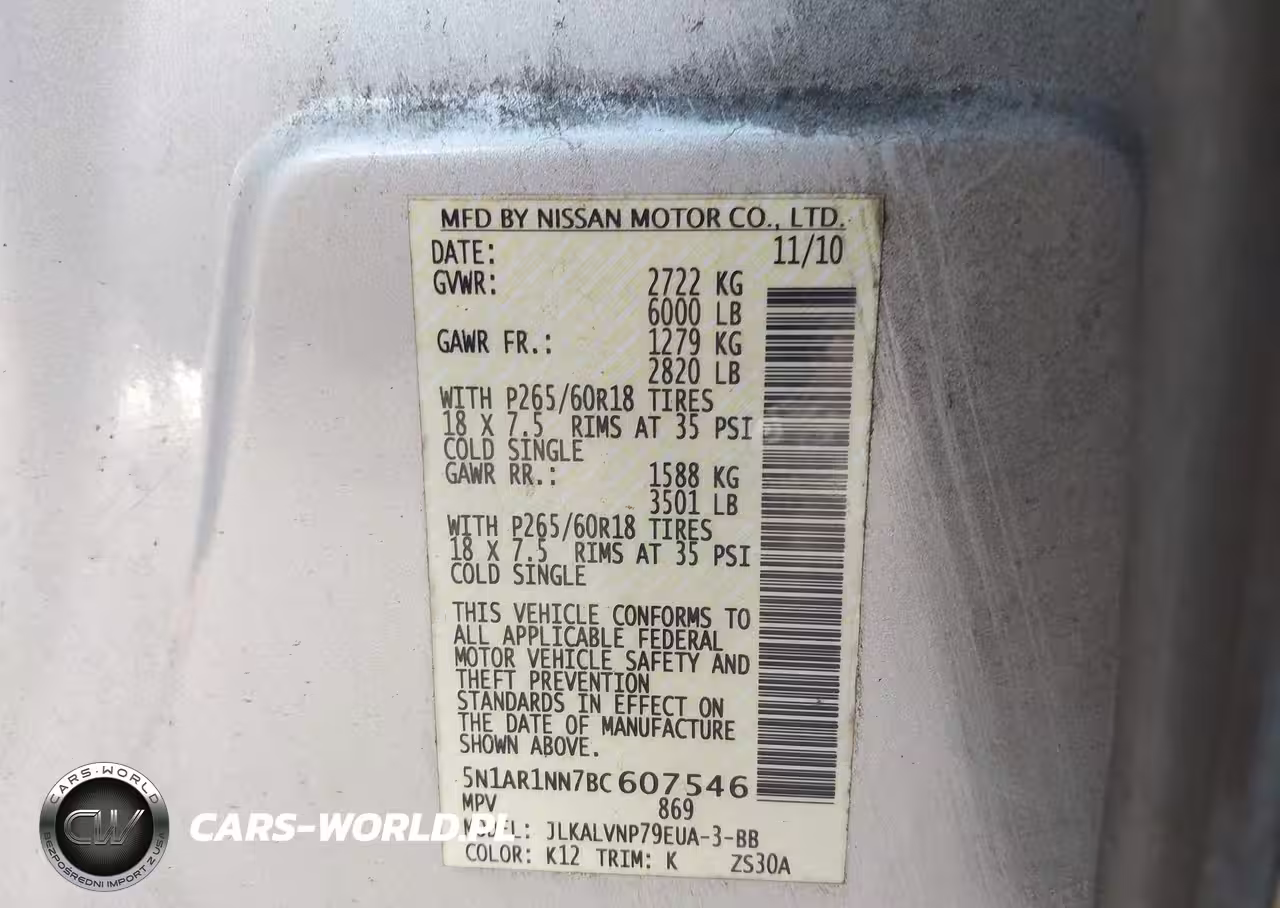 MFD BY NISSAN MOTOR CO., LTD.
DATE: 11/10
GVWR: 2722 KG
6000 LB
GAWR FR.: 1279 KG
2820 LB
WITH P265/60R18 TIRES
18 X 7.5 RIMS AT 35 PSI
COLD SINGLE
GAWR RR.: 1588 KG
3501 LB
WITH P265/60R18 TIRES
18 X 7.5 RIMS AT 35 PSI
COLD SINGLE
THIS VEHICLE CONFORMS TO
ALL APPLICABLE FEDERAL
MOTOR VEHICLE SAFETY AND
THEFT PREVENTION
STANDARDS IN EFFECT ON
THE DATE OF MANUFACTURE
SHOWN ABOVE.
5N1AR1NN7BC607546
MPV 869
MODEL: JLKALVNP79EUA-3-BB
COLOR: K12 TRIM: K ZS30A
CARS-WORLD
CW
BEZPOŚREDNI IMPORT Z USA
CARS-WORLD.PL